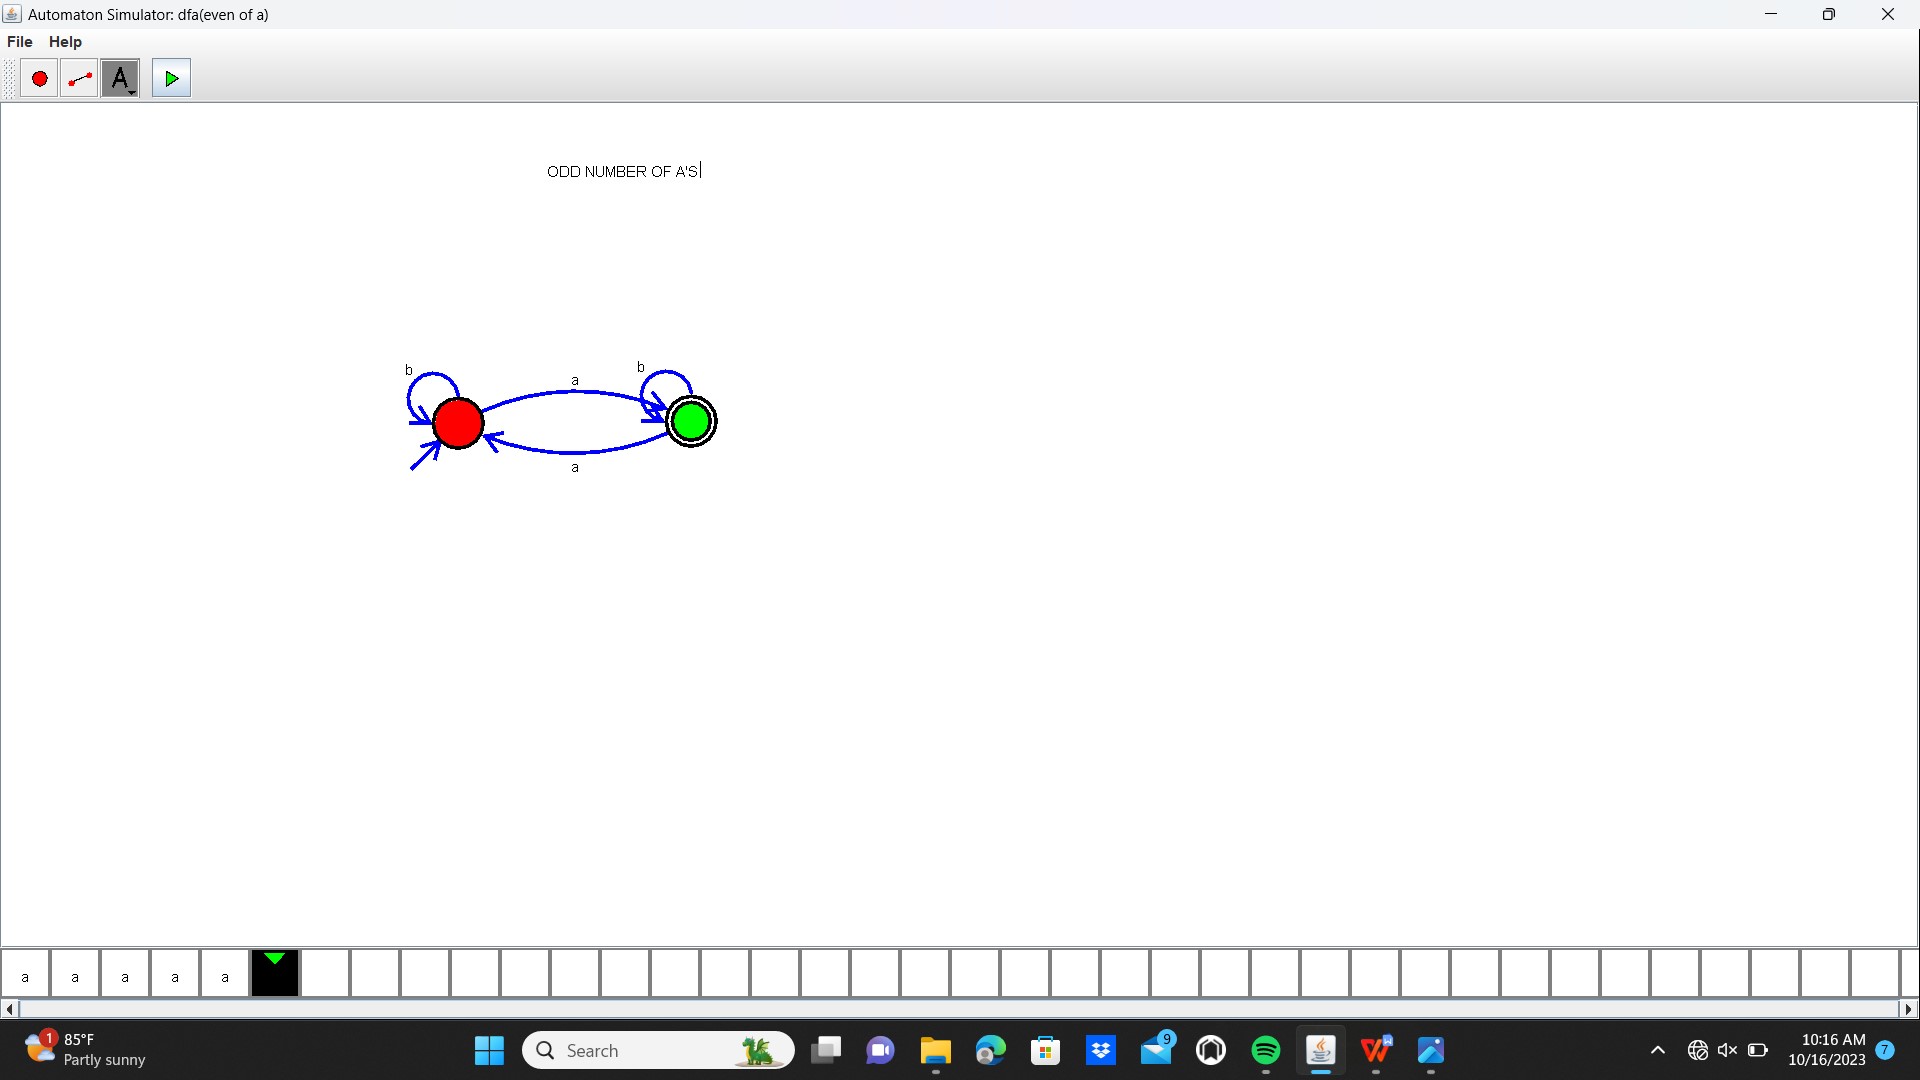 Automaton Simulator: dfa(even of a)
File Help
A
ODD NUMBER OF A'S
b
b
a
a
a a a a a
1
85°F
Partly sunny
Search
9
W
10:16 AM
10/16/2023
7